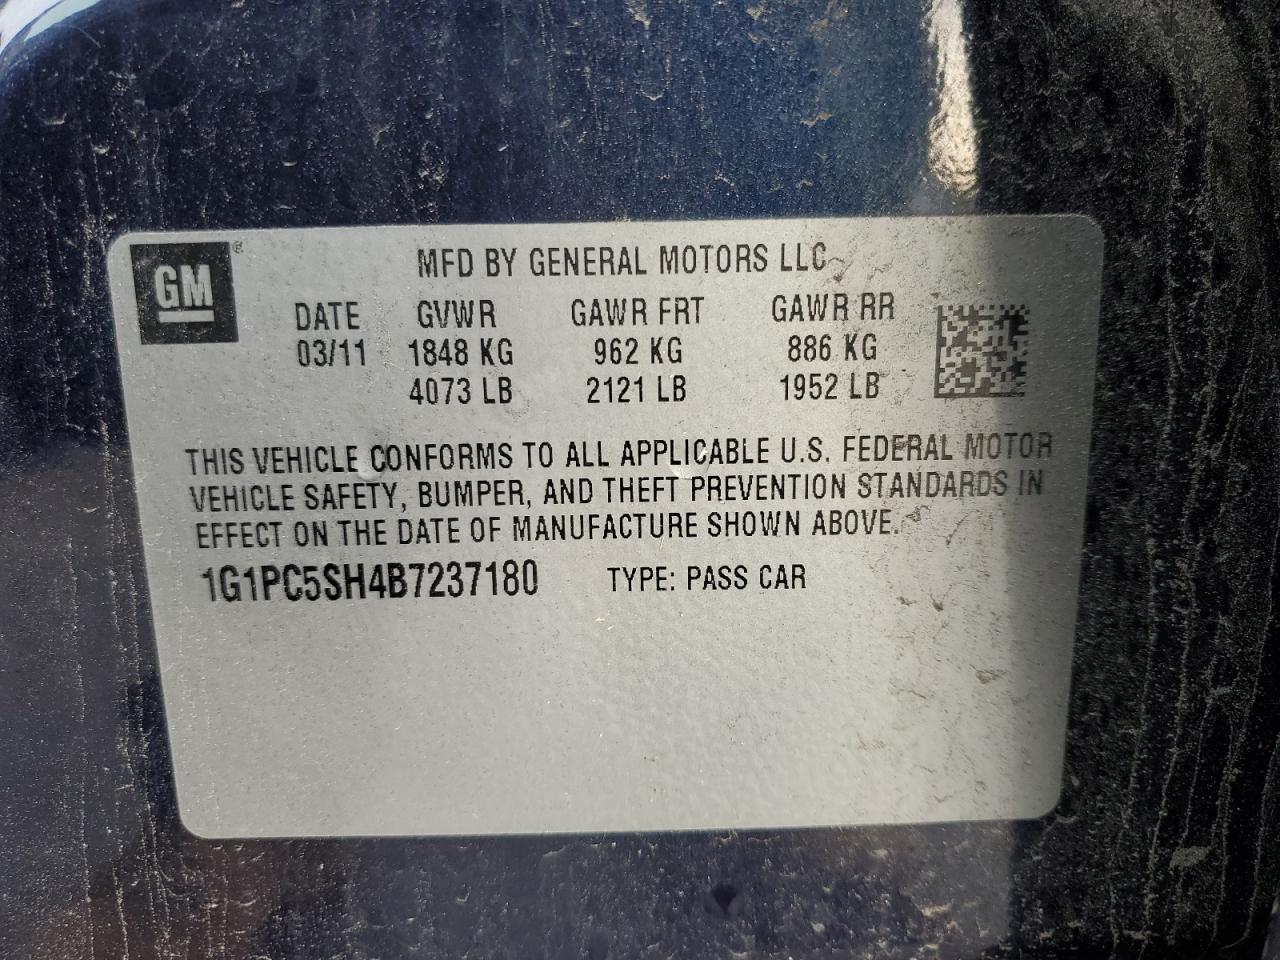 GM®
MFD BY GENERAL MOTORS LLC
DATE GVWR GAWR FRT GAWR RR
03/11 1848 KG 962 KG 886 KG
4073 LB 2121 LB 1952 LB
THIS VEHICLE CONFORMS TO ALL APPLICABLE U.S. FEDERAL MOTOR
VEHICLE SAFETY, BUMPER, AND THEFT PREVENTION STANDARDS IN
EFFECT ON THE DATE OF MANUFACTURE SHOWN ABOVE.
1G1PC5SH4B7237180 TYPE: PASS CAR